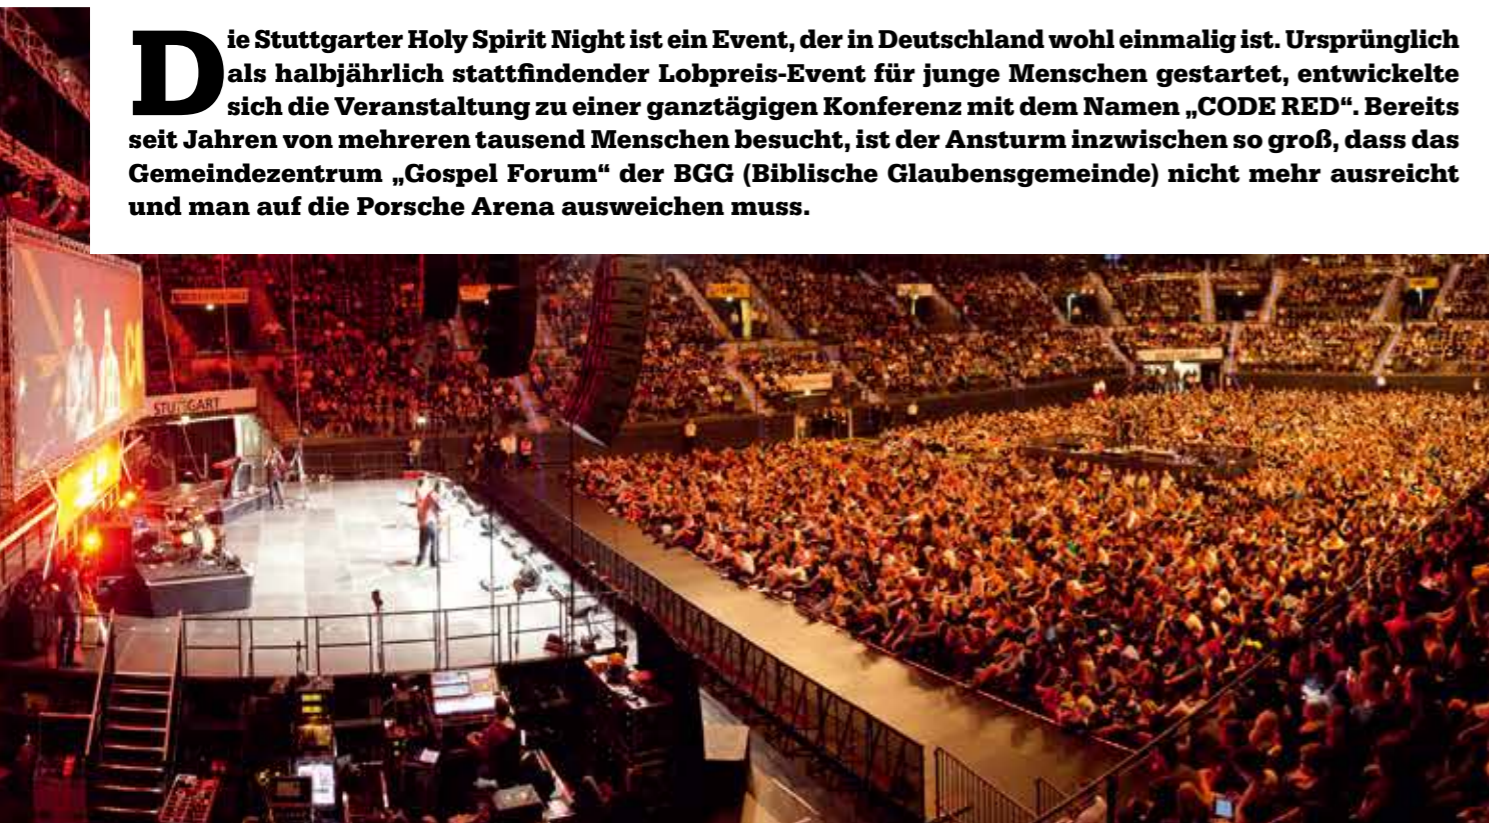 Die Stuttgarter Holy Spirit Night ist ein Event, der in Deutschland wohl einmalig ist. Ursprünglich
als halbjährlich stattfindender Lobpreis-Event für junge Menschen gestartet, entwickelte
sich die Veranstaltung zu einer ganztägigen Konferenz mit dem Namen „CODE RED“. Bereits
seit Jahren von mehreren tausend Menschen besucht, ist der Ansturm inzwischen so groß, dass das
Gemeindezentrum „Gospel Forum“ der BGG (Biblische Glaubensgemeinde) nicht mehr ausreicht
und man auf die Porsche Arena ausweichen muss.
STUTTGART